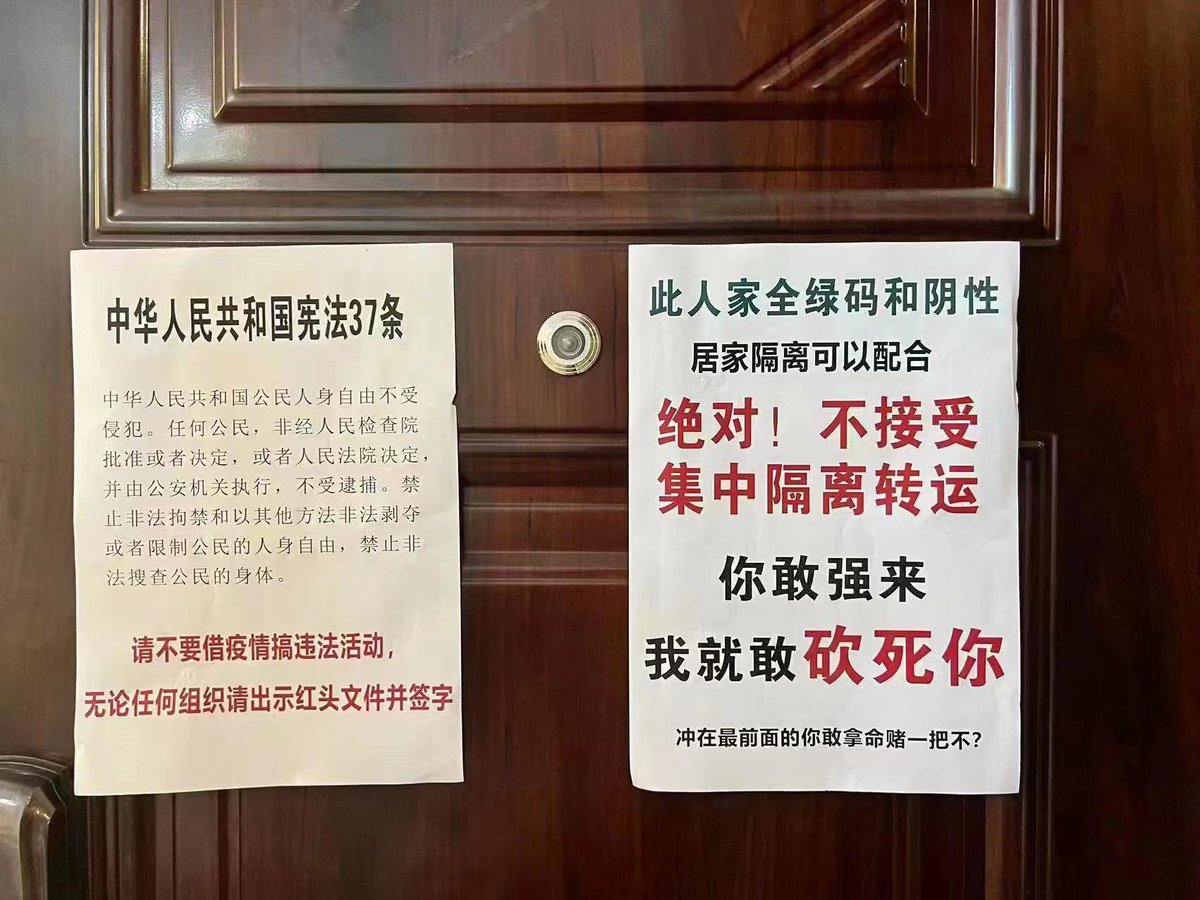 中华人民共和国宪法37条
中华人民共和国公民人身自由不受
侵犯。任何公民，非经人民检查院
批准或者决定，或者人民法院决定，
并由公安机关执行，不受逮捕。禁
止非法拘禁和以其他方法非法剥夺
或者限制公民的人身自由，禁止非
法搜查公民的身体。
请不要借疫情搞违法活动，
无论任何组织请出示红头文件并签字
此人家全绿码和阴性
居家隔离可以配合
绝对！不接受
集中隔离转运
你敢强来
我就敢砍死你
冲在最前面的你敢拿命赌一把不?